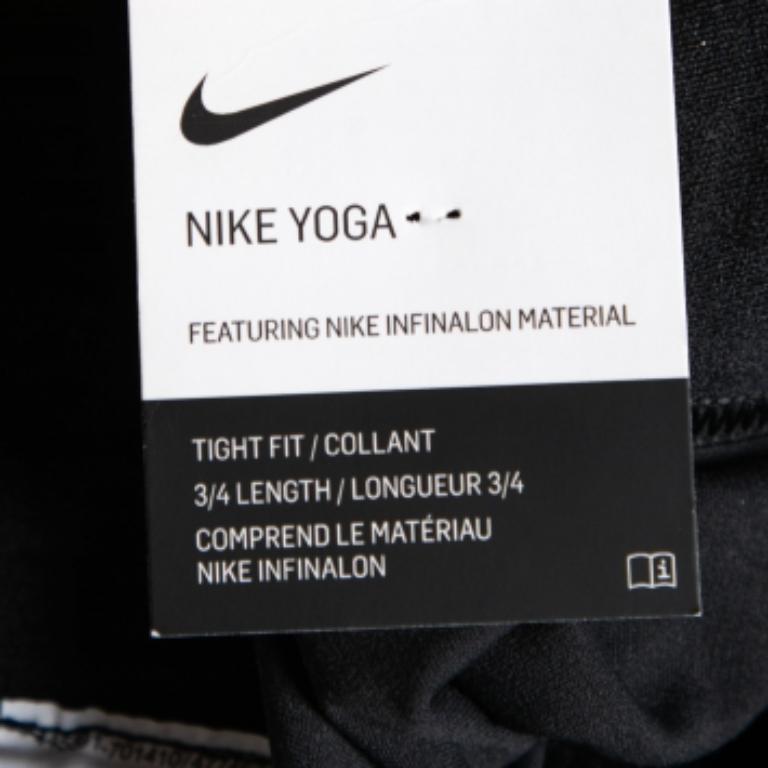 NIKE YOGA
FEATURING NIKE INFINALON MATERIAL
TIGHT FIT / COLLANT
3/4 LENGTH / LONGUEUR 3/4
COMPREND LE MATÉRIAU
NIKE INFINALON
i